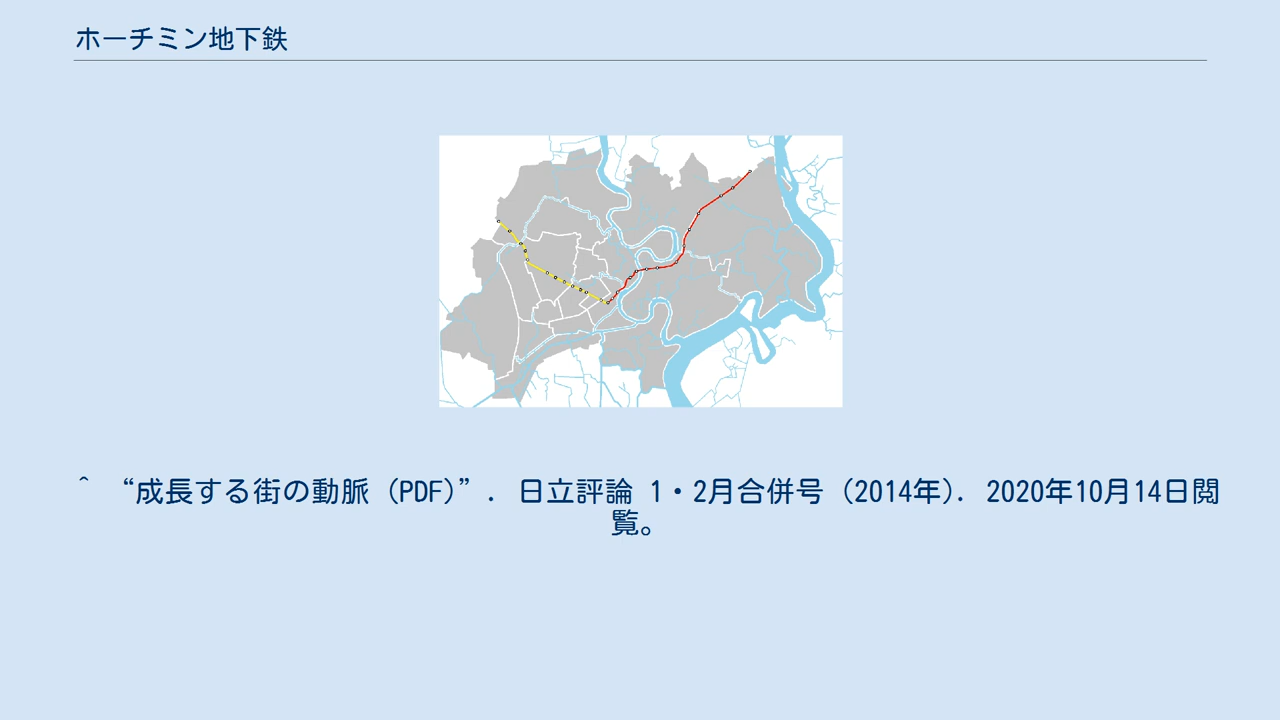 ホーチミン地下鉄
^ “成長する街の動脈 (PDF)”. 日立評論 1・2月合併号 (2014年). 2020年10月14日閲
覧。